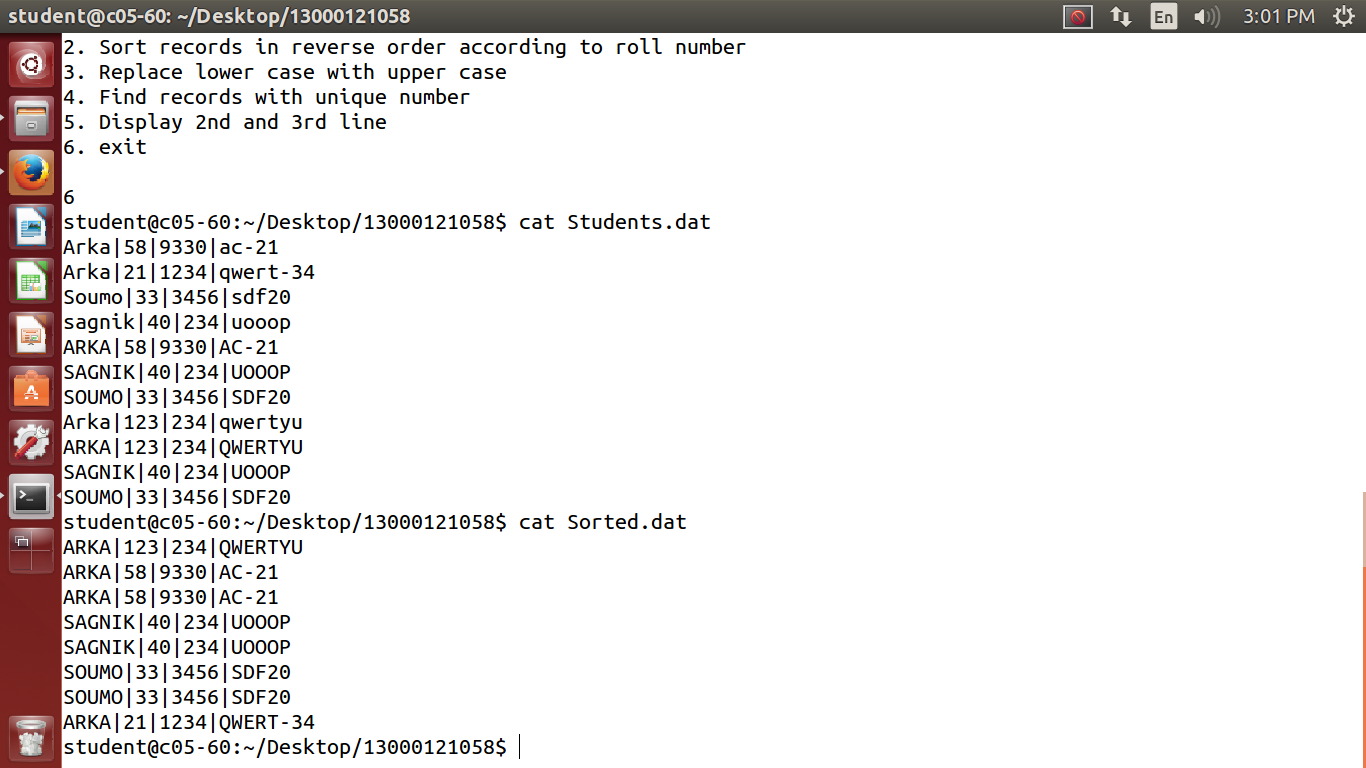 student@c05-60: ~/Desktop/13000121058
En
3:01 PM
2. Sort records in reverse order according to roll number
3. Replace lower case with upper case
4. Find records with unique number
5. Display 2nd and 3rd line
6. exit
6
student@c05-60:~/Desktop/13000121058$ cat Students.dat
Arka|58|9330|ac-21
Arka|21|1234|qwert-34
Soumo|33|3456|sdf20
sagnik|40|234|uooop
ARKA|58|9330|AC-21
SAGNIK|40|234|UOOOP
SOUMO|33|3456|SDF20
Arka|123|234|qwertyu
ARKA|123|234|QWERTYU
SAGNIK|40|234|UOOOP
SOUMO|33|3456|SDF20
student@c05-60:~/Desktop/13000121058$ cat Sorted.dat
ARKA|123|234|QWERTYU
ARKA|58|9330|AC-21
ARKA|58|9330|AC-21
SAGNIK|40|234|UOOOP
SAGNIK|40|234|UOOOP
SOUMO|33|3456|SDF20
SOUMO|33|3456|SDF20
ARKA|21|1234|QWERT-34
student@c05-60:~/Desktop/13000121058$